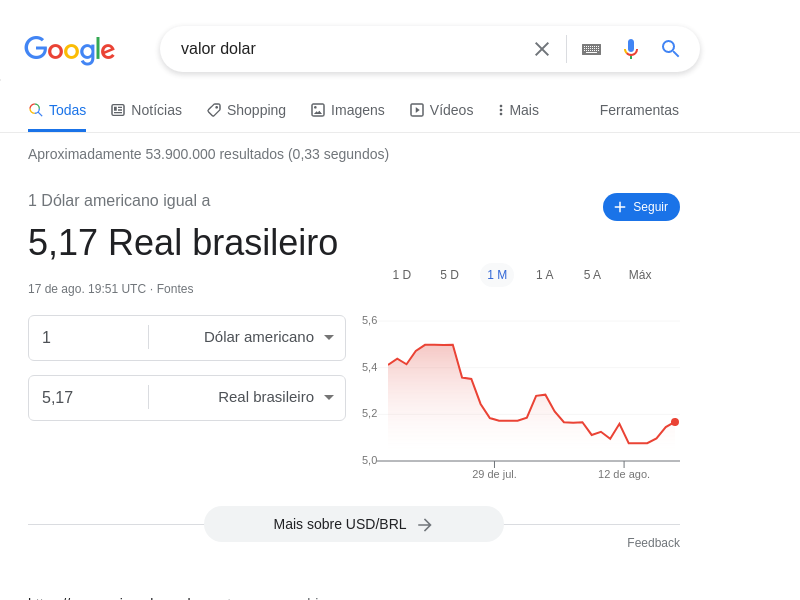 Google
valor dolar
Todas Notícias Shopping Imagens Vídeos Mais Ferramentas
Aproximadamente 53.900.000 resultados (0,33 segundos)
1 Dólar americano igual a
Seguir
5,17 Real brasileiro
1 D 5 D 1 M 1 A 5 A Máx
17 de ago. 19:51 UTC · Fontes
1 Dólar americano
5,17 Real brasileiro
5,6
5,4
5,2
5,0
29 de jul. 12 de ago.
Mais sobre USD/BRL
Feedback